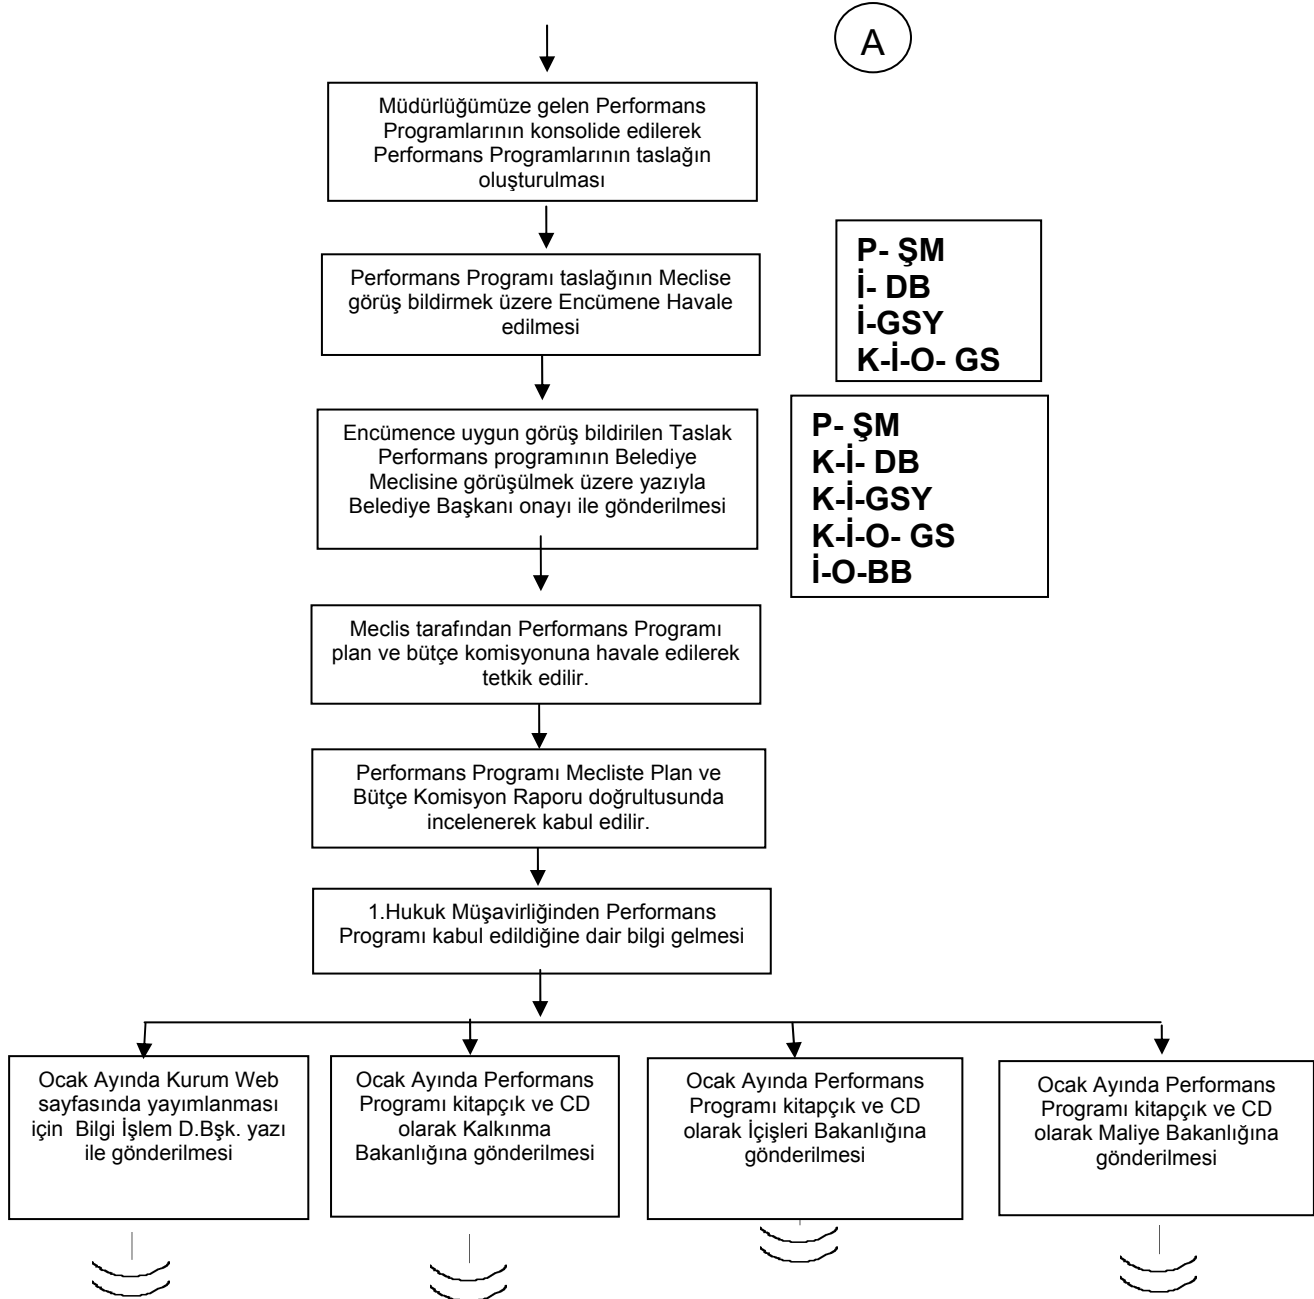 A
Müdürlüğümüze gelen Performans
Programlarının konsolide edilerek
Performans Programlarının taslağın
oluşturulması
Performans Programı taslağının Meclise
görüş bildirmek üzere Encümene Havale
edilmesi
P- ŞM
İ- DB
İ-GSY
K-İ-O- GS
Encümence uygun görüş bildirilen Taslak
Performans programının Belediye
Meclisine görüşülmek üzere yazıyla
Belediye Başkanı onayı ile gönderilmesi
P- ŞM
K-İ- DB
K-İ-GSY
K-İ-O- GS
İ-O-BB
Meclis tarafından Performans Programı
plan ve bütçe komisyonuna havale edilerek
tetkik edilir.
Performans Programı Mecliste Plan ve
Bütçe Komisyon Raporu doğrultusunda
incelenerek kabul edilir.
1.Hukuk Müşavirliğinden Performans
Programı kabul edildiğine dair bilgi gelmesi
Ocak Ayında Kurum Web
sayfasında yayımlanması
için Bilgi İşlem D.Bşk. yazı
ile gönderilmesi
Ocak Ayında Performans
Programı kitapçık ve CD
olarak Kalkınma
Bakanlığına gönderilmesi
Ocak Ayında Performans
Programı kitapçık ve CD
olarak İçişleri Bakanlığına
gönderilmesi
Ocak Ayında Performans
Programı kitapçık ve CD
olarak Maliye Bakanlığına
gönderilmesi